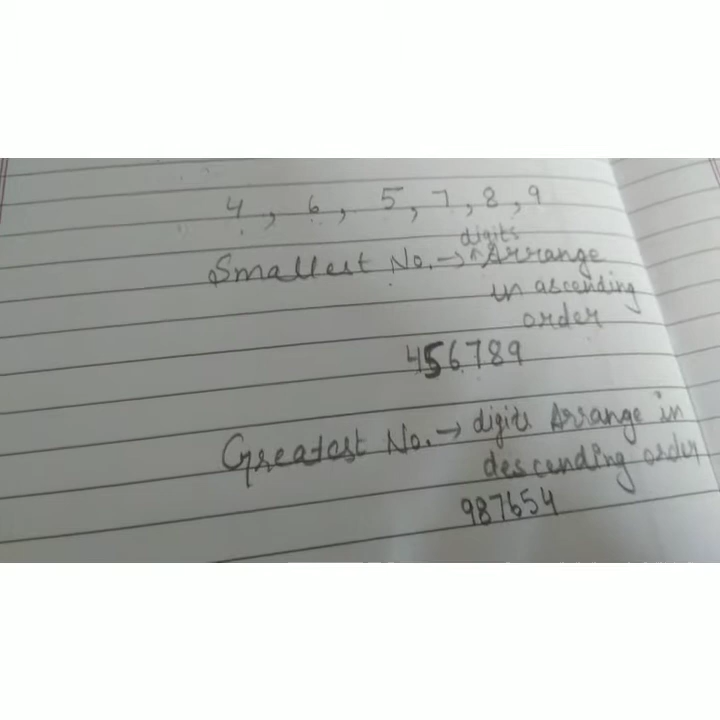 4, 6, 5, 7, 8, 9
Smallest No. → digits ^ Arrange
in ascending
order
456789
Greatest No. → digits Arrange in
descending order
987654